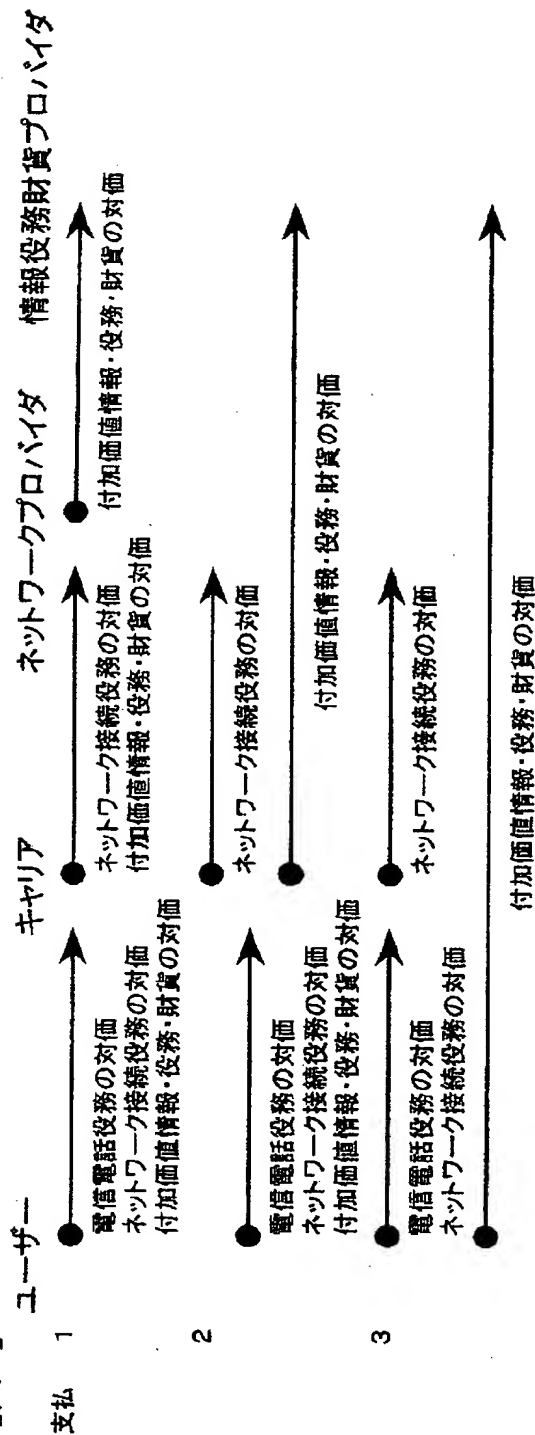 ユーザー
キャリア
ネットワークプロバイダ
情報役務財貨プロバイダ
支払
1
電信電話役務の対価
ネットワーク接続役務の対価
付加価値情報・役務・財貨の対価
ネットワーク接続役務の対価
付加価値情報・役務・財貨の対価
付加価値情報・役務・財貨の対価
2
電信電話役務の対価
ネットワーク接続役務の対価
付加価値情報・役務・財貨の対価
ネットワーク接続役務の対価
付加価値情報・役務・財貨の対価
3
電信電話役務の対価
ネットワーク接続役務の対価
ネットワーク接続役務の対価
付加価値情報・役務・財貨の対価